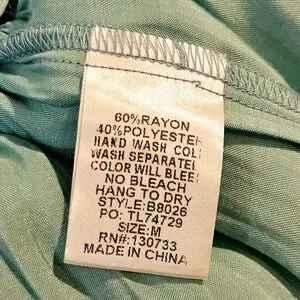 60%RAYON
40%POLYESTER
HAND WASH COL
WASH SEPARATEL
COLOR WILL BLEE
NO BLEACH
HANG TO DRY
STYLE:B8026
PO: TL74729
SIZE:M
RN#:130733
MADE IN CHINA